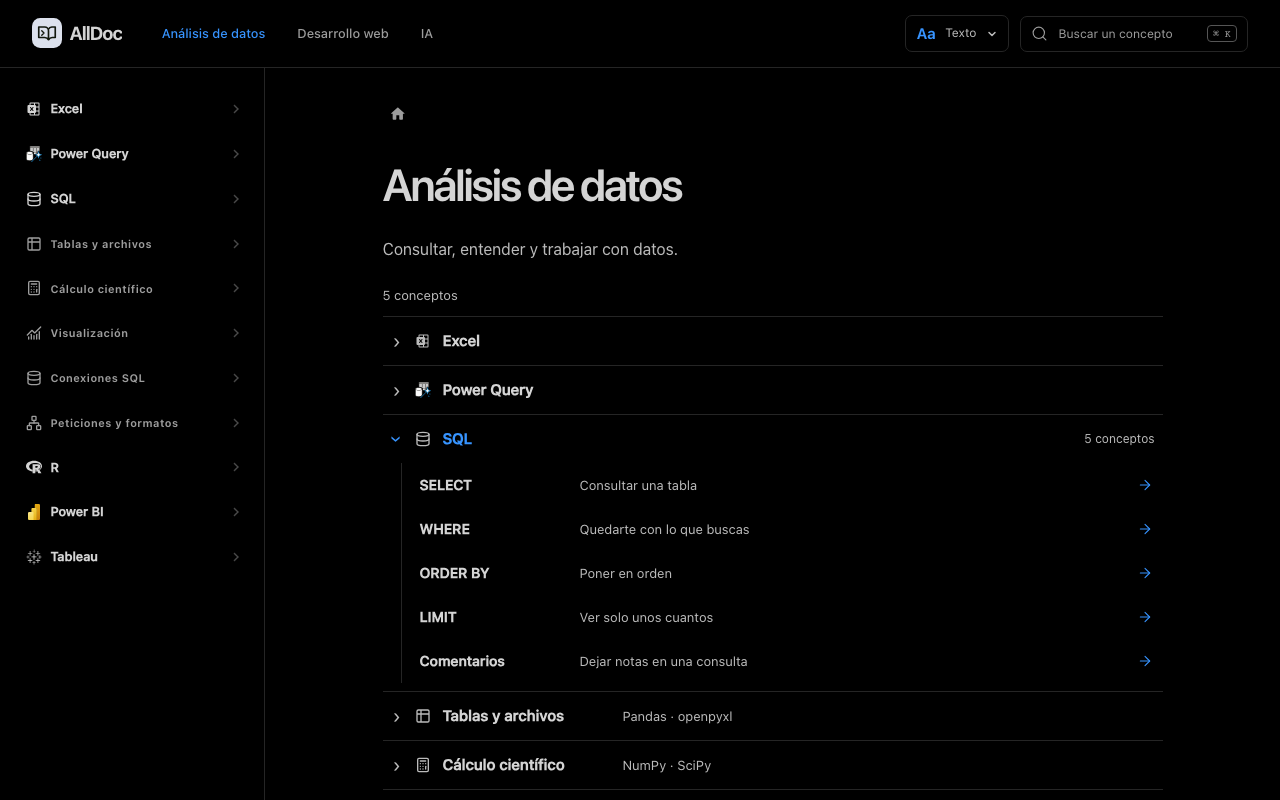 AllDoc
Análisis de datos
Desarrollo web
IA
Aa Texto
Buscar un concepto
⌘ K
Excel
Power Query
SQL
Tablas y archivos
Cálculo científico
Visualización
Conexiones SQL
Peticiones y formatos
R
Power BI
Tableau
Análisis de datos
Consultar, entender y trabajar con datos.
5 conceptos
Excel
Power Query
SQL 5 conceptos
SELECT Consultar una tabla
WHERE Quedarte con lo que buscas
ORDER BY Poner en orden
LIMIT Ver solo unos cuantos
Comentarios Dejar notas en una consulta
Tablas y archivos Pandas · openpyxl
Cálculo científico NumPy · SciPy